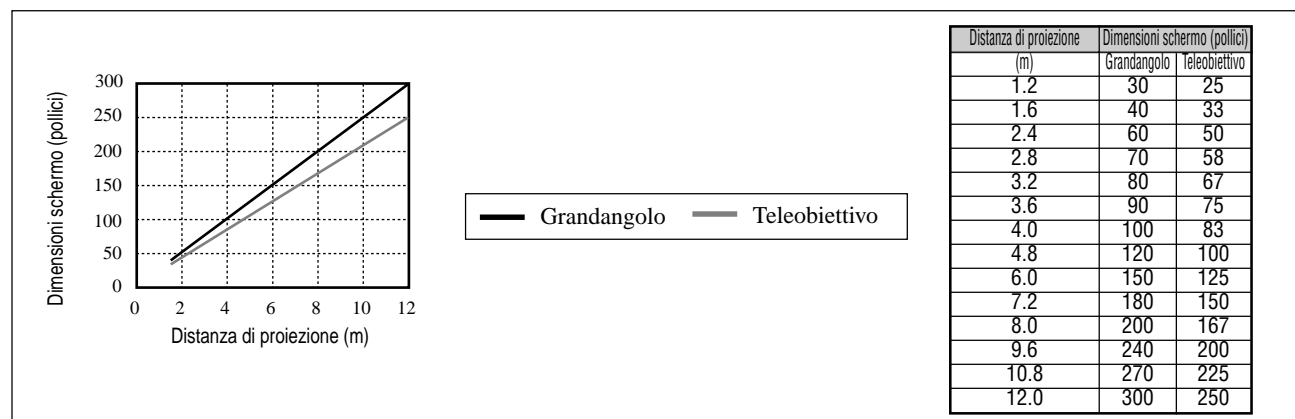 Dimensioni schermo (pollici)
300
250
200
150
100
50
0
0 2 4 6 8 10 12
Distanza di proiezione (m)
Grandangolo Teleobiettivo
Distanza di proiezione Dimensioni schermo (pollici)
(m) Grandangolo Teleobiettivo
1.2 30 25
1.6 40 33
2.4 60 50
2.8 70 58
3.2 80 67
3.6 90 75
4.0 100 83
4.8 120 100
6.0 150 125
7.2 180 150
8.0 200 167
9.6 240 200
10.8 270 225
12.0 300 250